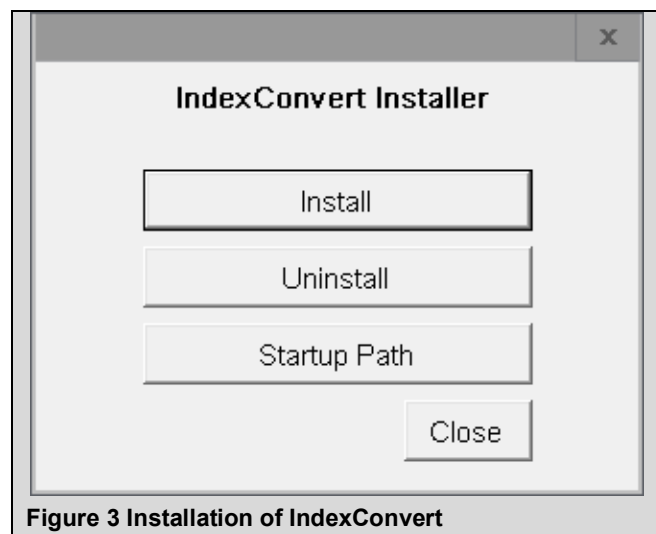 x
IndexConvert Installer
Install
Uninstall
Startup Path
Close
Figure 3 Installation of IndexConvert